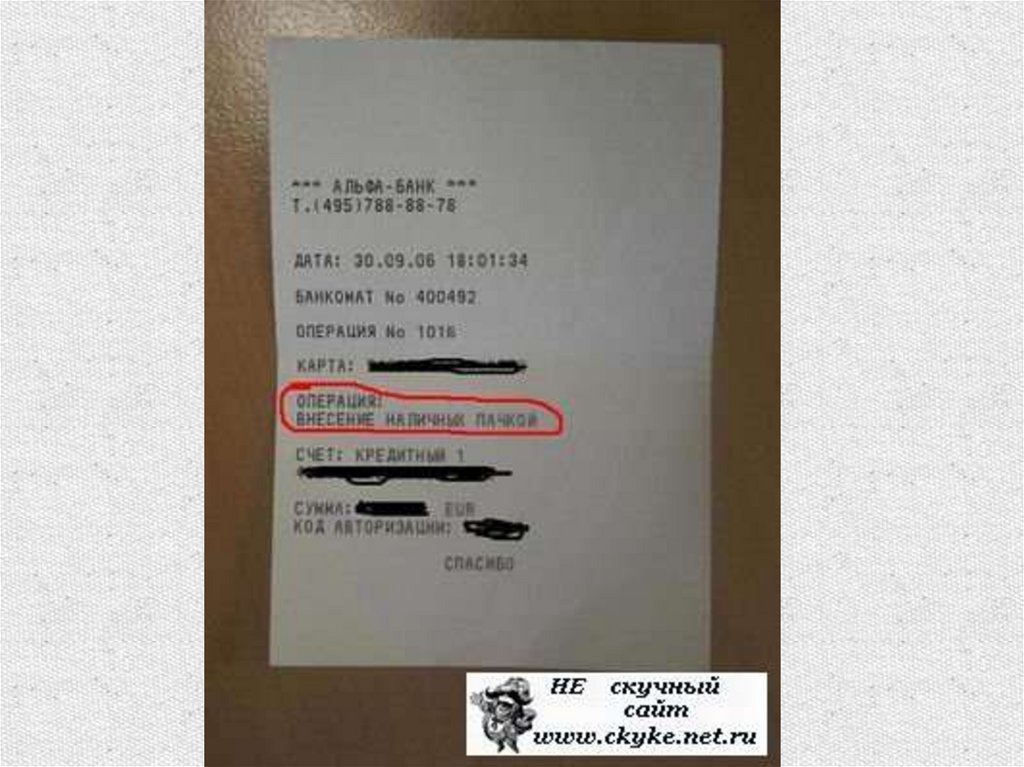 *** АЛЬФА-БАНК ***
Т.(495)788-88-78
ДАТА: 30.09.06 18:01:34
БАНКОМАТ No 400492
ОПЕРАЦИЯ No 1018
КАРТА:
ОПЕРАЦИЯ:
ВНЕСЕНИЕ НАЛИЧНЫХ ПАЧКОЙ
СЧЕТ: КРЕДИТНЫЙ 1
СУММА: EUR
КОД АВТОРИЗАЦИИ:
СПАСИБО
НЕ скучный
сайт
www.ckyke.net.ru